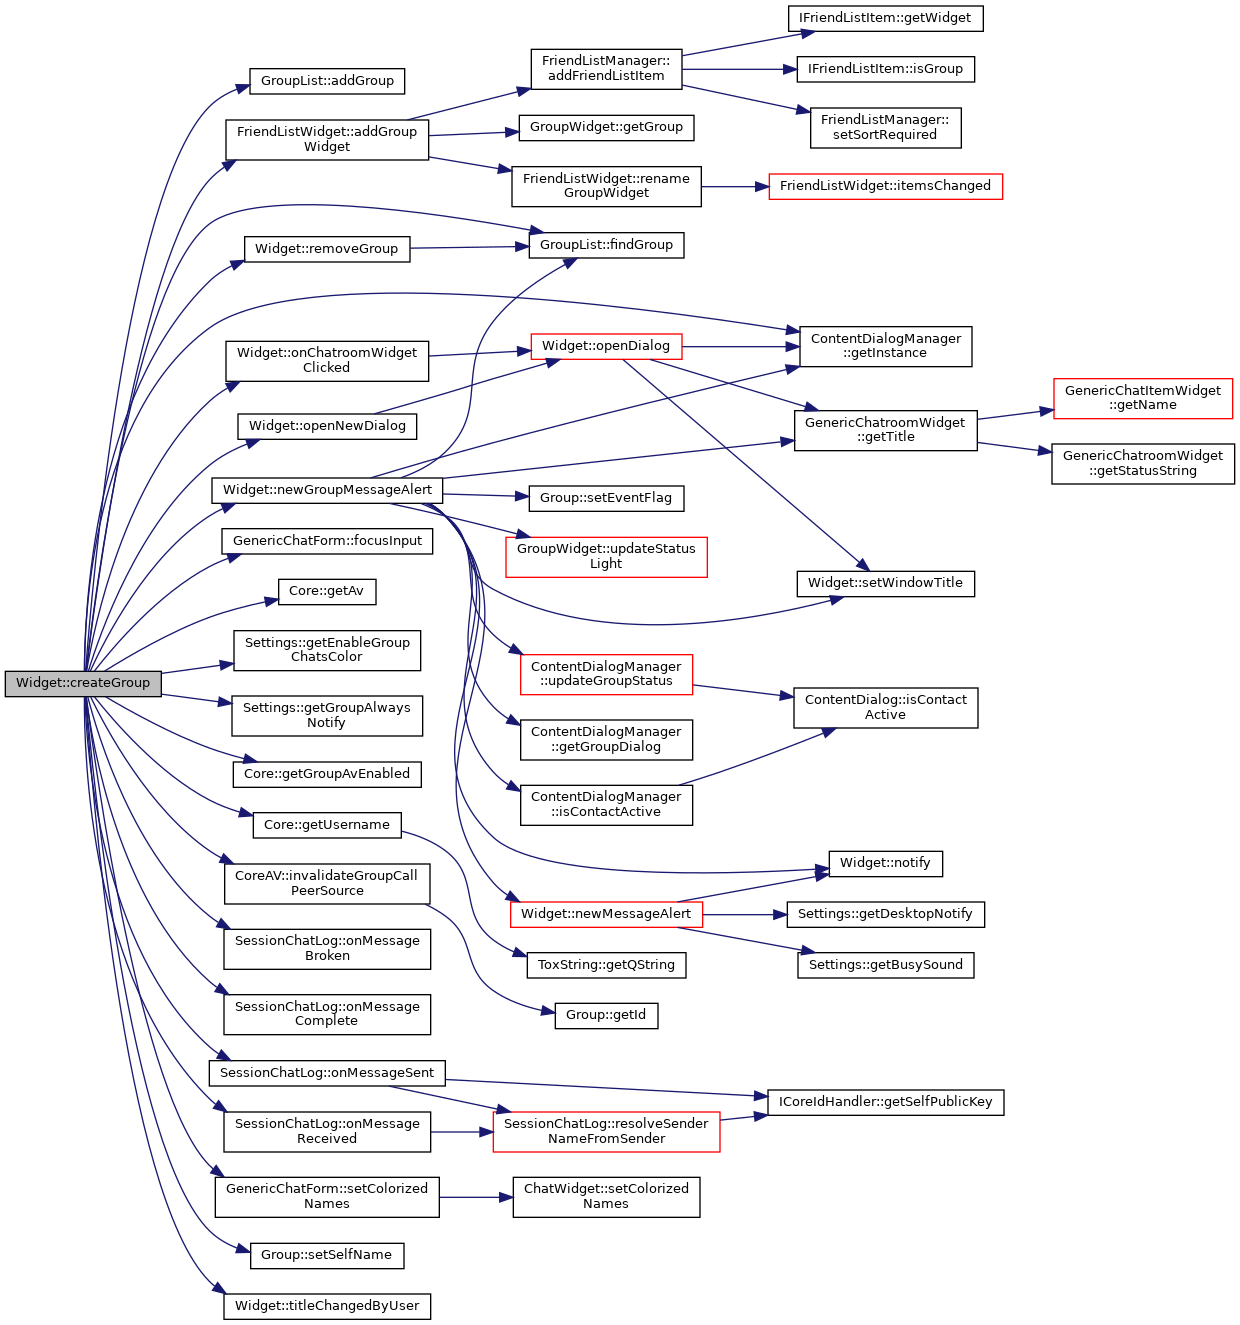 IFriendListItem::getWidget
FriendListManager::
addFriendListItem
IFriendListItem::isGroup
GroupList::addGroup
FriendListManager::
setSortRequired
FriendListWidget::addGroup
Widget
GroupWidget::getGroup
FriendListWidget::rename
GroupWidget
FriendListWidget::itemsChanged
Widget::removeGroup
GroupList::findGroup
ContentDialogManager
::getInstance
Widget::onChatroomWidget
Clicked
Widget::openDialog
GenericChatItemWidget
::getName
Widget::openNewDialog
GenericChatroomWidget
::getTitle
GenericChatroomWidget
::getStatusString
Widget::newGroupMessageAlert
Group::setEventFlag
GenericChatForm::focusInput
GroupWidget::updateStatus
Light
Core::getAv
Widget::setWindowTitle
Settings::getEnableGroup
ChatsColor
Widget::createGroup
ContentDialogManager
::updateGroupStatus
Settings::getGroupAlways
Notify
ContentDialog::isContact
Active
ContentDialogManager
::getGroupDialog
Core::getGroupAvEnabled
ContentDialogManager
::isContactActive
Core::getUsername
Widget::notify
CoreAV::invalidateGroupCall
PeerSource
Widget::newMessageAlert
Settings::getDesktopNotify
SessionChatLog::onMessage
Broken
ToxString::getQString
Settings::getBusySound
SessionChatLog::onMessage
Complete
Group::getId
SessionChatLog::onMessageSent
ICoreIdHandler::getSelfPublicKey
SessionChatLog::onMessage
Received
SessionChatLog::resolveSender
NameFromSender
GenericChatForm::setColorized
Names
ChatWidget::setColorized
Names
Group::setSelfName
Widget::titleChangedByUser